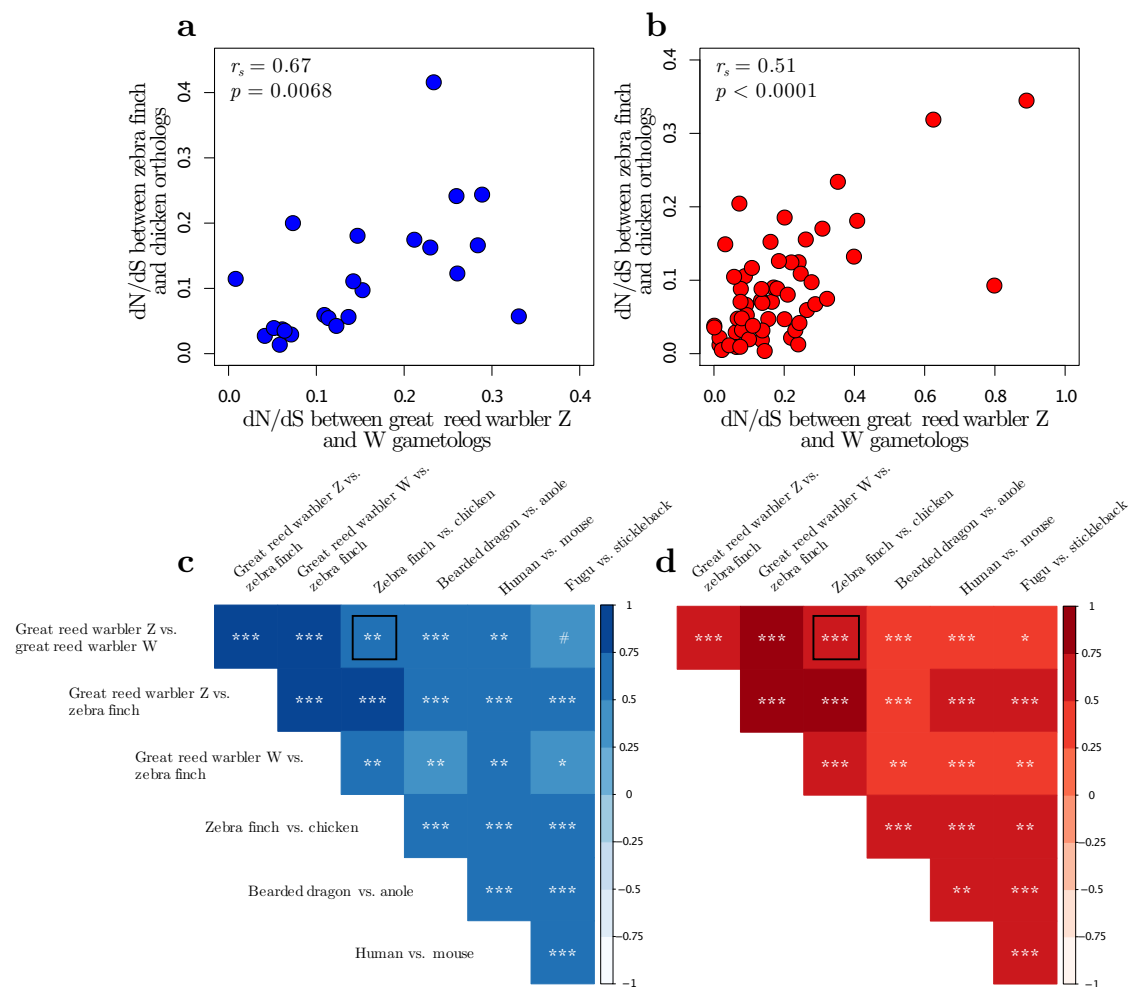 a
r_s = 0.67
p = 0.0068
dN/dS between zebra finch
and chicken orthologs
0.0
0.1
0.2
0.3
0.4
0.0 0.1 0.2 0.3 0.4
dN/dS between great reed warbler Z
and W gametologs
b
r_s = 0.51
p < 0.0001
dN/dS between zebra finch
and chicken orthologs
0.0
0.1
0.2
0.3
0.4
0.0 0.2 0.4 0.6 0.8 1.0
dN/dS between great reed warbler Z
and W gametologs
c
Great reed warbler Z vs.
zebra finch
Great reed warbler W vs.
zebra finch
Zebra finch vs. chicken
Bearded dragon vs. anole
Human vs. mouse
Fugu vs. stickleback
Great reed warbler Z vs.
great reed warbler W
*** *** ** *** ** #
Great reed warbler Z vs.
zebra finch
*** *** *** *** ***
Great reed warbler W vs.
zebra finch
** ** ** *
Zebra finch vs. chicken
*** *** ***
Bearded dragon vs. anole
*** ***
Human vs. mouse
***
1
0.75
0.5
0.25
0
−0.25
−0.5
−0.75
−1
d
Great reed warbler Z vs.
zebra finch
Great reed warbler W vs.
zebra finch
Zebra finch vs. chicken
Bearded dragon vs. anole
Human vs. mouse
Fugu vs. stickleback
*** *** *** *** *** *
*** *** *** *** ***
*** ** *** **
*** *** **
** ***
***
1
0.75
0.5
0.25
0
−0.25
−0.5
−0.75
−1